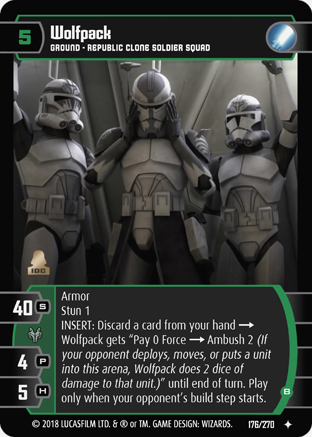 5 Wolfpack
GROUND - REPUBLIC CLONE SOLDIER SQUAD
IDC
40 S
4 P
5 H
Armor
Stun 1
INSERT: Discard a card from your hand →
Wolfpack gets "Pay 0 Force → Ambush 2 (If
your opponent deploys, moves, or puts a unit
into this arena, Wolfpack does 2 dice of
damage to that unit.)" until end of turn. Play
only when your opponent's build step starts.
B
© 2018 LUCASFILM LTD. & ® or TM. GAME DESIGN: WIZARDS. 176/270